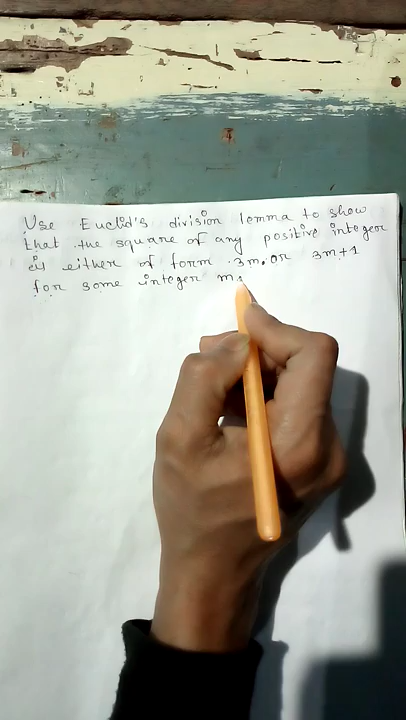 Use Euclid's division lemma to show
that the square of any positive integer
is either of form 3m or 3m+1
for some integer m.